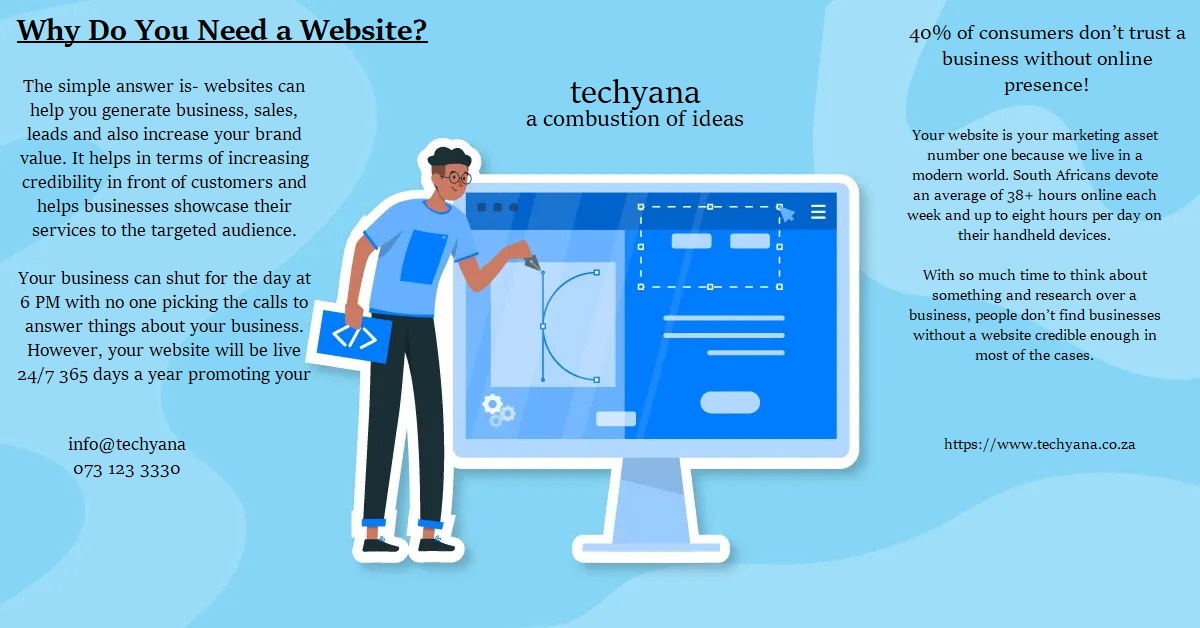 Why Do You Need a Website?
The simple answer is- websites can
help you generate business, sales,
leads and also increase your brand
value. It helps in terms of increasing
credibility in front of customers and
helps businesses showcase their
services to the targeted audience.
Your business can shut for the day at
6 PM with no one picking the calls to
answer things about your business.
However, your website will be live
24/7 365 days a year promoting your
info@techyana
073 123 3330
techyana
a combustion of ideas
</>
40% of consumers don’t trust a
business without online
presence!
Your website is your marketing asset
number one because we live in a
modern world. South Africans devote
an average of 38+ hours online each
week and up to eight hours per day on
their handheld devices.
With so much time to think about
something and research over a
business, people don’t find businesses
without a website credible enough in
most of the cases.
https://www.techyana.co.za